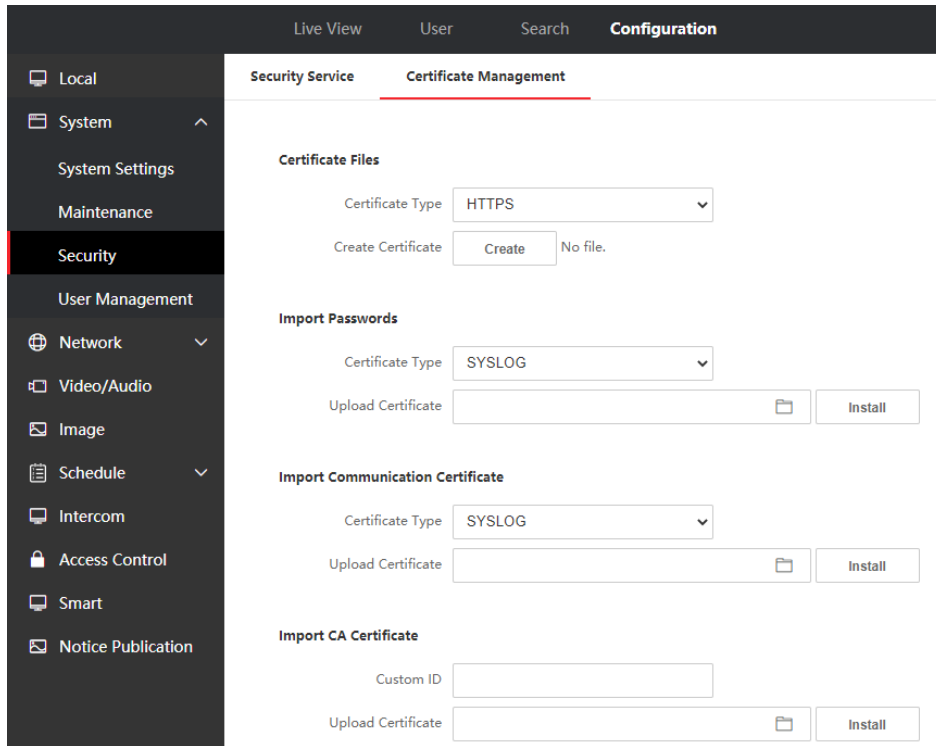 Live View User Search Configuration
Local
System
System Settings
Maintenance
Security
User Management
Network
Video/Audio
Image
Schedule
Intercom
Access Control
Smart
Notice Publication
Security Service Certificate Management
Certificate Files
Certificate Type HTTPS
Create Certificate Create No file.
Import Passwords
Certificate Type SYSLOG
Upload Certificate Install
Import Communication Certificate
Certificate Type SYSLOG
Upload Certificate Install
Import CA Certificate
Custom ID
Upload Certificate Install